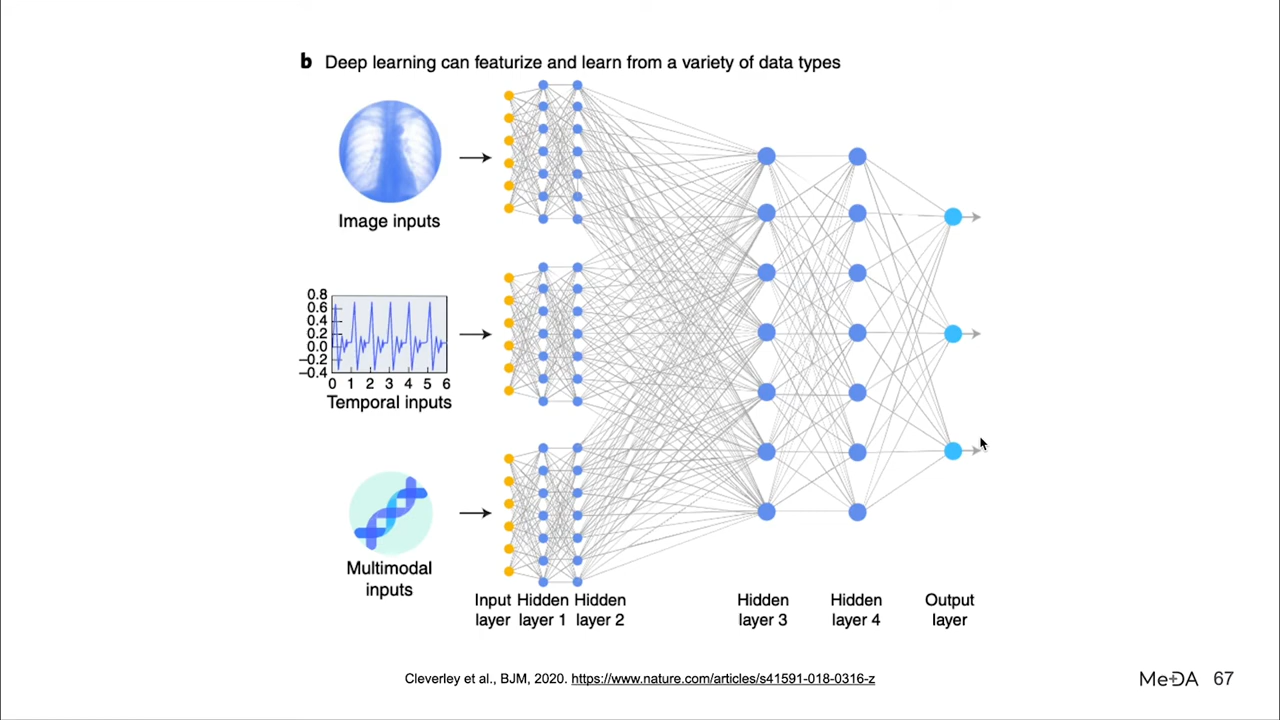 b Deep learning can featurize and learn from a variety of data types
Image inputs
0.8
0.6
0.4
0.2
0.0
–0.2
–0.4
0 1 2 3 4 5 6
Temporal inputs
Multimodal
inputs
Input Hidden Hidden Hidden Hidden Output
layer layer 1 layer 2 layer 3 layer 4 layer
Cleverley et al., BJM, 2020. https://www.nature.com/articles/s41591-018-0316-z
MeDA 67